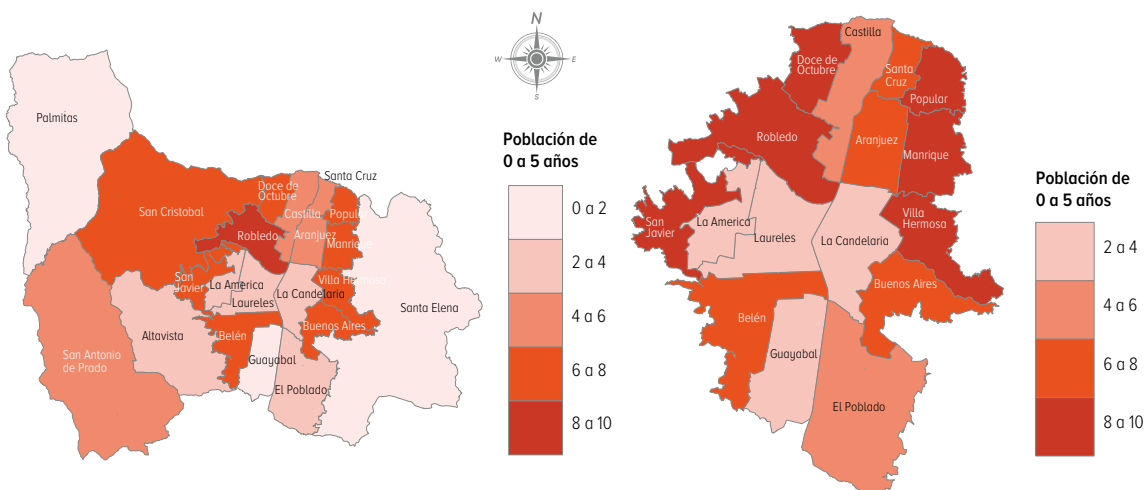 Palmitas
San Cristobal
Doce de
Octubre
Santa Cruz
Castilla
Popular
Robledo
Aranjuez
Manrique
San
Javier
La America
Laureles
La Candelaria
Villa Hermosa
Santa Elena
Altavista
Belén
Buenos Aires
San Antonio
de Prado
Guayabal
El Poblado
N
W
E
S
Población de
0 a 5 años
0 a 2
2 a 4
4 a 6
6 a 8
8 a 10
Castilla
Doce de
Octubre
Santa
Cruz
Popular
Robledo
Aranjuez
Manrique
San
Javier
La America
Laureles
La Candelaria
Villa
Hermosa
Buenos Aires
Belén
Guayabal
El Poblado
Población de
0 a 5 años
2 a 4
4 a 6
6 a 8
8 a 10